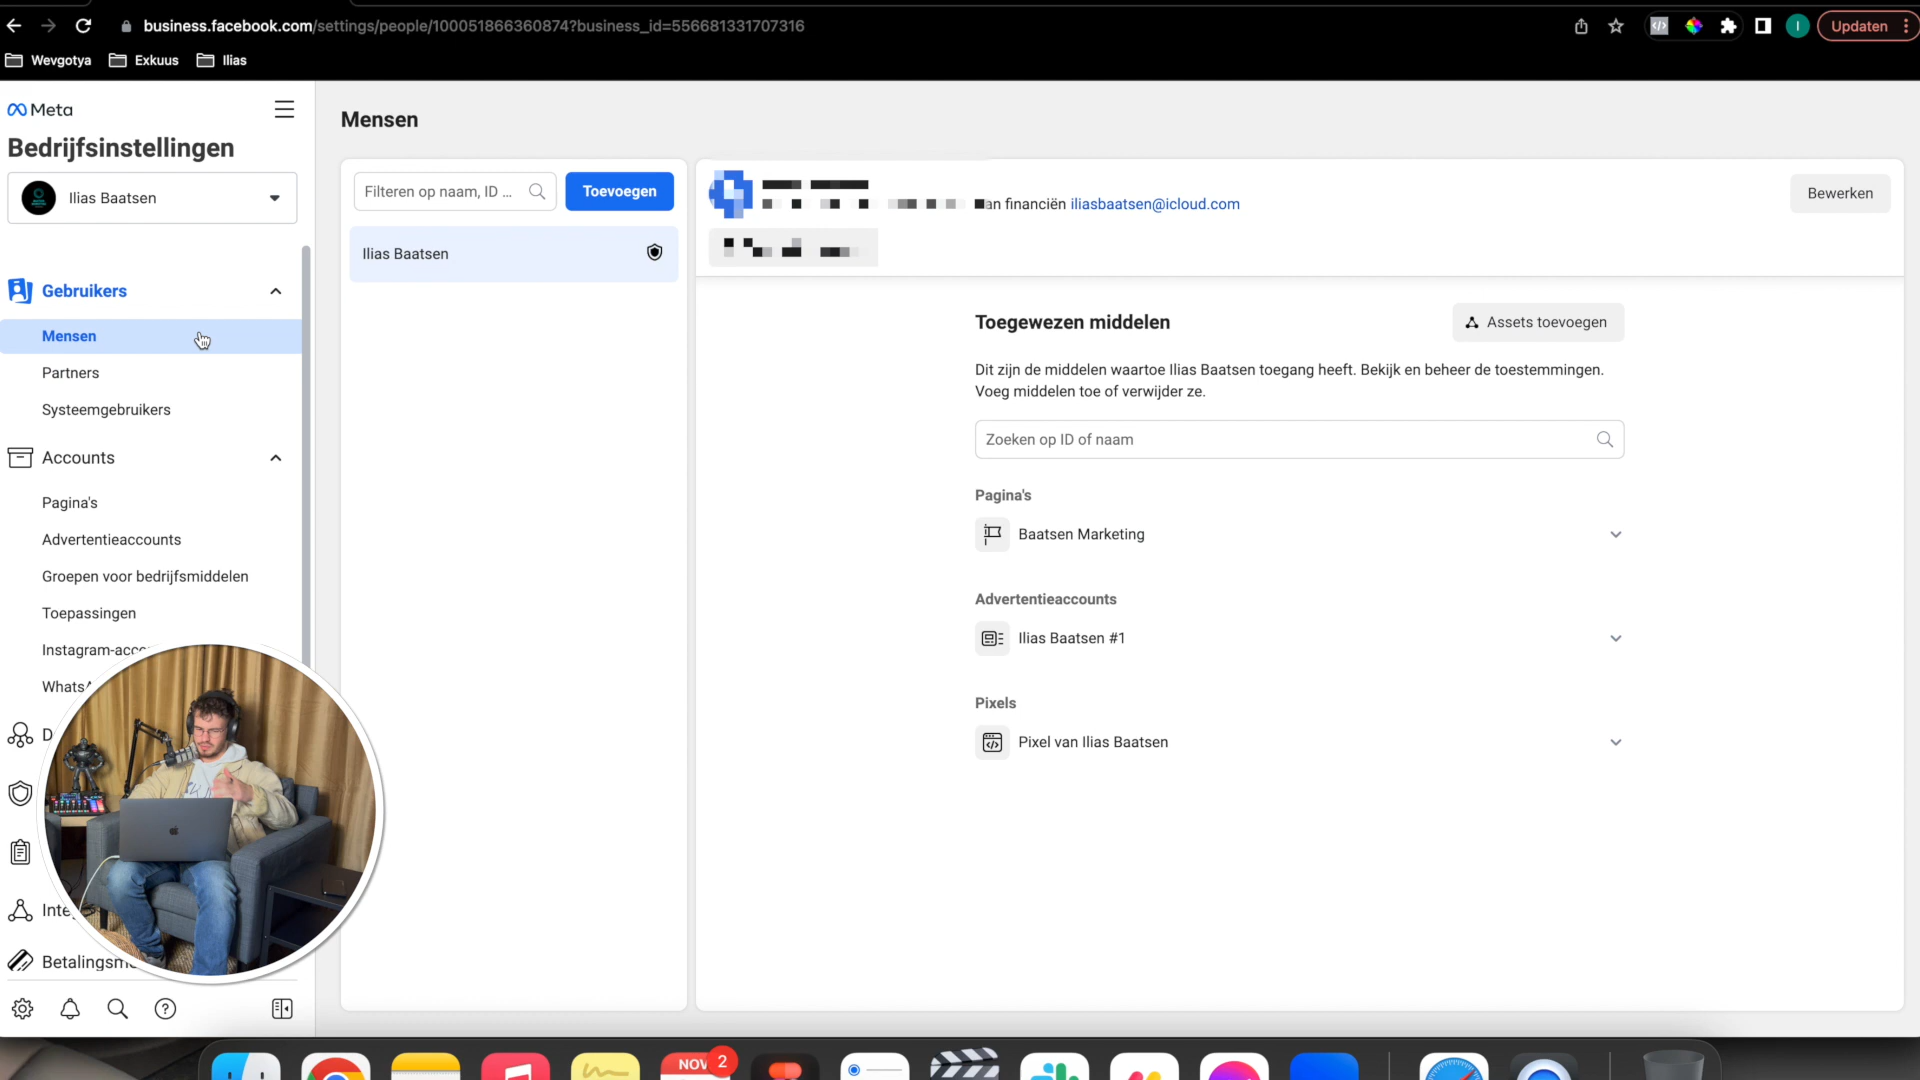 business.facebook.com/settings/people/100051866360874?business_id=556681331707316
Updaten
Wevgotya
Exkuus
Ilias
Meta
Bedrijfsinstellingen
Ilias Baatsen
Gebruikers
Mensen
Partners
Systeemgebruikers
Accounts
Pagina's
Advertentieaccounts
Groepen voor bedrijfsmiddelen
Toepassingen
Mensen
Filteren op naam, ID ...
Toevoegen
Ilias Baatsen
financiën iliasbaatsen@icloud.com
Bewerken
Toegewezen middelen
Assets toevoegen
Dit zijn de middelen waartoe Ilias Baatsen toegang heeft. Bekijk en beheer de toestemmingen.
Voeg middelen toe of verwijder ze.
Zoeken op ID of naam
Pagina's
Baatsen Marketing
Advertentieaccounts
Ilias Baatsen #1
Pixels
Pixel van Ilias Baatsen
NOV
2